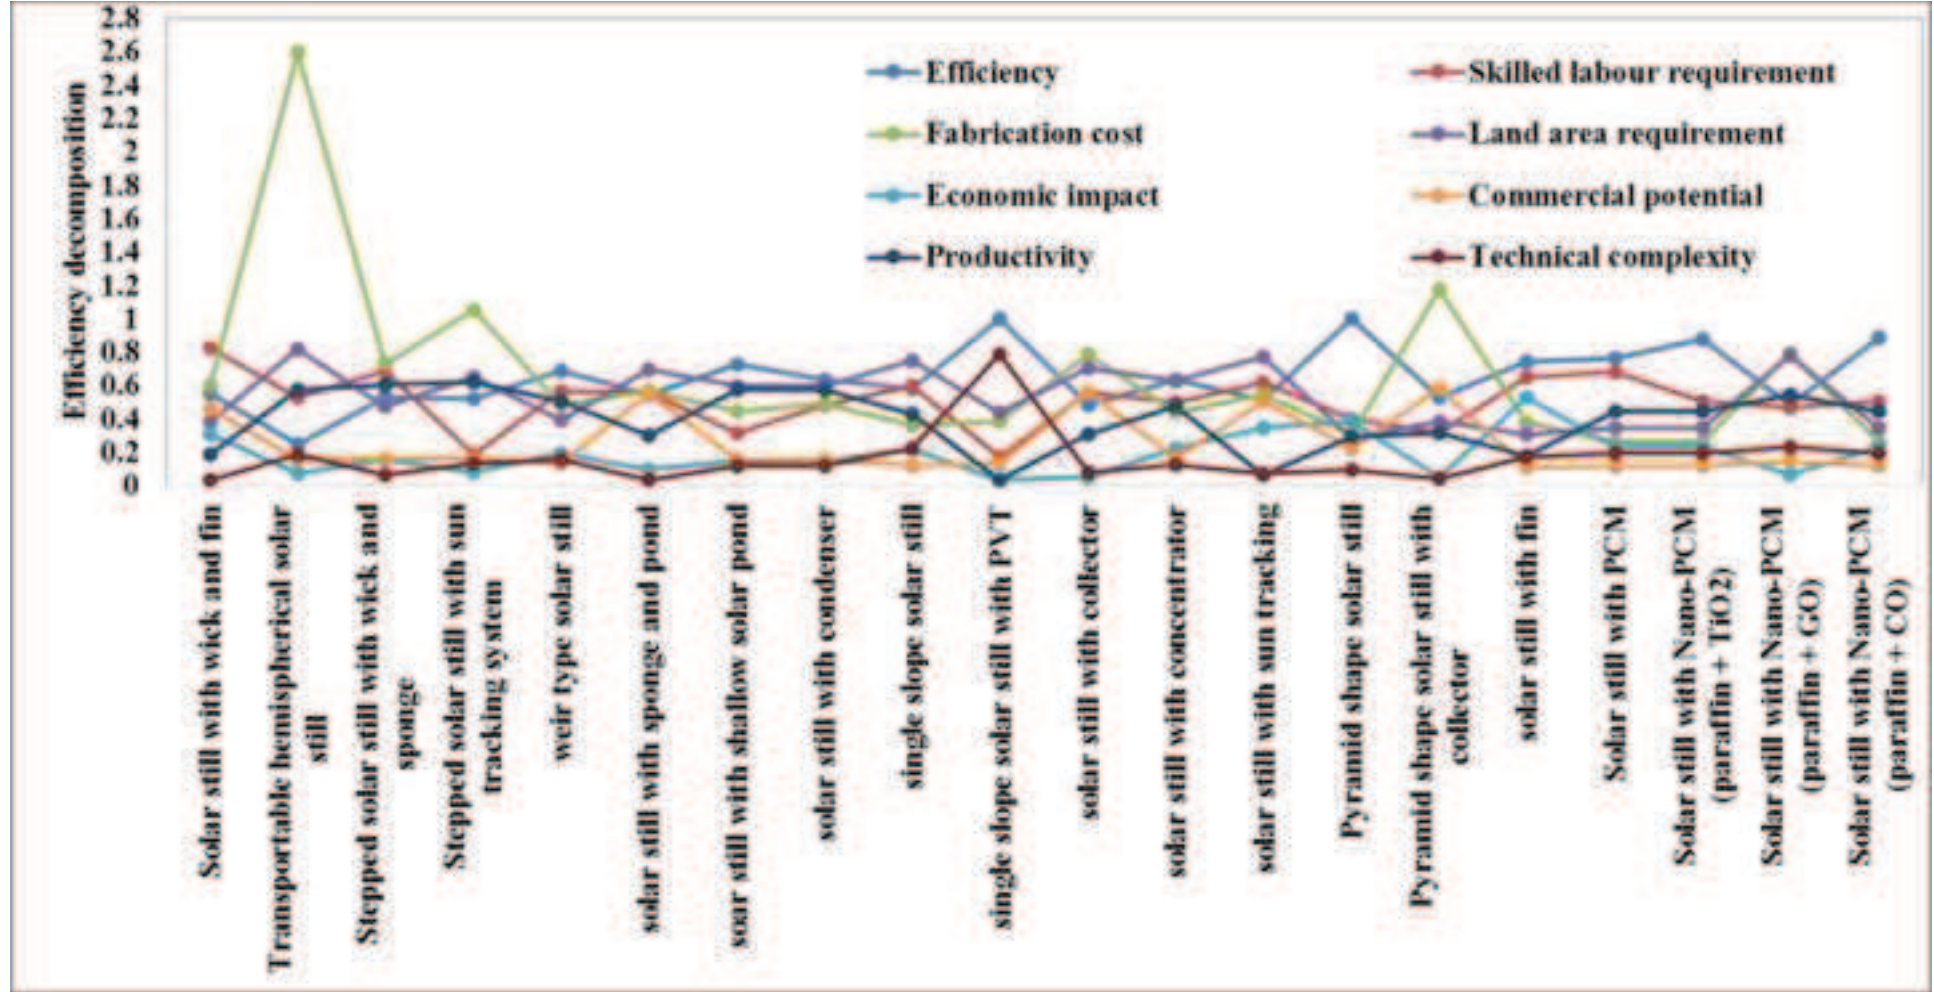 2.8
2.6
2.4
2.2
2
1.8
1.6
1.4
1.2
1
0.8
0.6
0.4
0.2
0
Efficiency decomposition
Efficiency
Skilled labour requirement
Fabrication cost
Land area requirement
Economic impact
Commercial potential
Productivity
Technical complexity
Solar still with wick and fin
Transportable hemispherical solar
still
Stepped solar still with wick and
sponge
Stepped solar still with sun
tracking system
weir type solar still
solar still with sponge and pond
soar still with shallow solar pond
solar still with condenser
single slope solar still
single slope solar still with PVT
solar still with collector
solar still with concentrator
solar still with sun tracking
Pyramid shape solar still
Pyramid shape solar still with
collector
solar still with fin
Solar still with PCM
Solar still with Nano-PCM
(paraffin + TiO2)
Solar still with Nano-PCM
(paraffin + GO)
Solar still with Nano-PCM
(paraffin + CO)